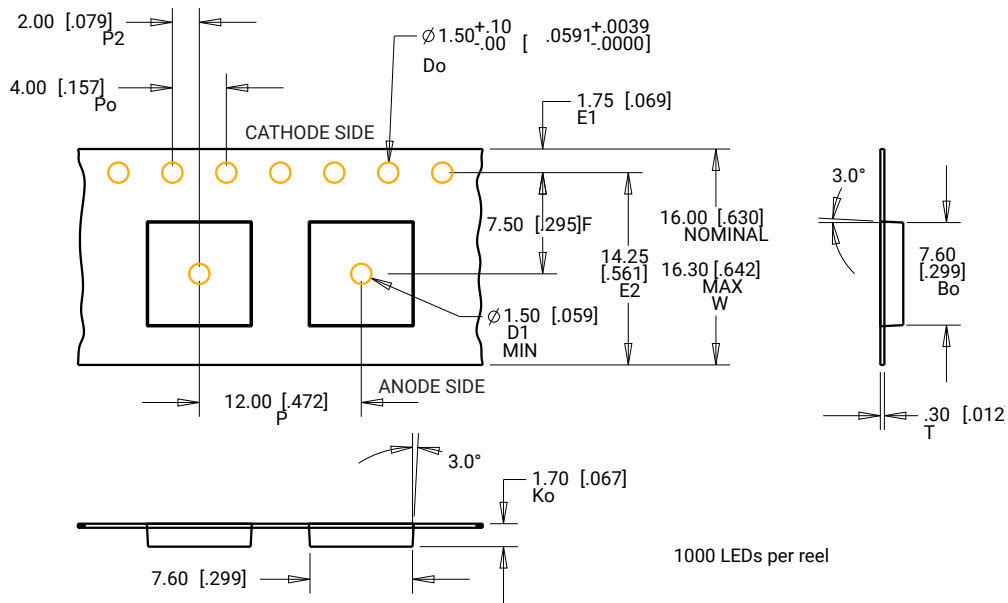 2.00 [.079]
P2
4.00 [.157]
Po
Ø1.50 +.10 -.00 [ .0591 +.0039 -.0000]
Do
1.75 [.069]
E1
CATHODE SIDE
7.50 [.295]F
14.25
[.561]
E2
16.00 [.630]
NOMINAL
16.30 [.642]
MAX
W
Ø1.50 [.059]
D1
MIN
3.0°
7.60
[.299]
Bo
ANODE SIDE
12.00 [.472]
P
.30 [.012]
T
3.0°
1.70 [.067]
Ko
7.60 [.299]
1000 LEDs per reel